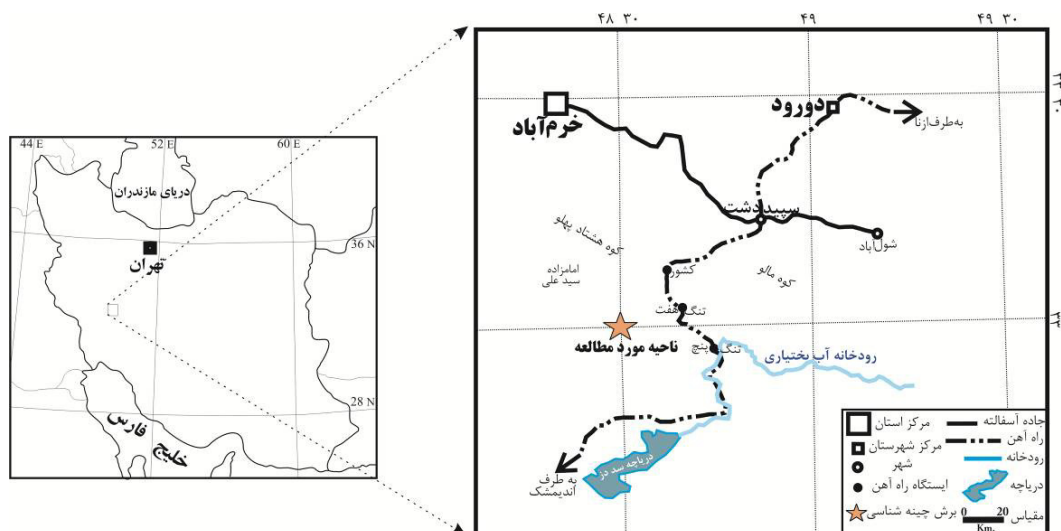 44 E
52 E
60 E
دریای مازندران
36 N
تهران
28 N
خلیج فارس
۴۸ ۳۰
۴۹
۴۹ ۳۰
۳۳
۳۰
خرم‌آباد
دورود
به‌طرف ازنا
سپیددشت
شول‌آباد
کوه هشتاد پهلو
کوه مالو
کشور
امامزاده
سید علی
تنگ هفت
۳۳
ناحیه مورد مطالعه
تنگ پنج
رودخانه آب بختیاری
دریاچه سد دز
به طرف
اندیمشک
مرکز استان
جاده آسفالته
مرکز شهرستان
راه آهن
شهر
رودخانه
ایستگاه راه آهن
دریاچه
برش چینه شناسی
مقیاس
0 20
Km.